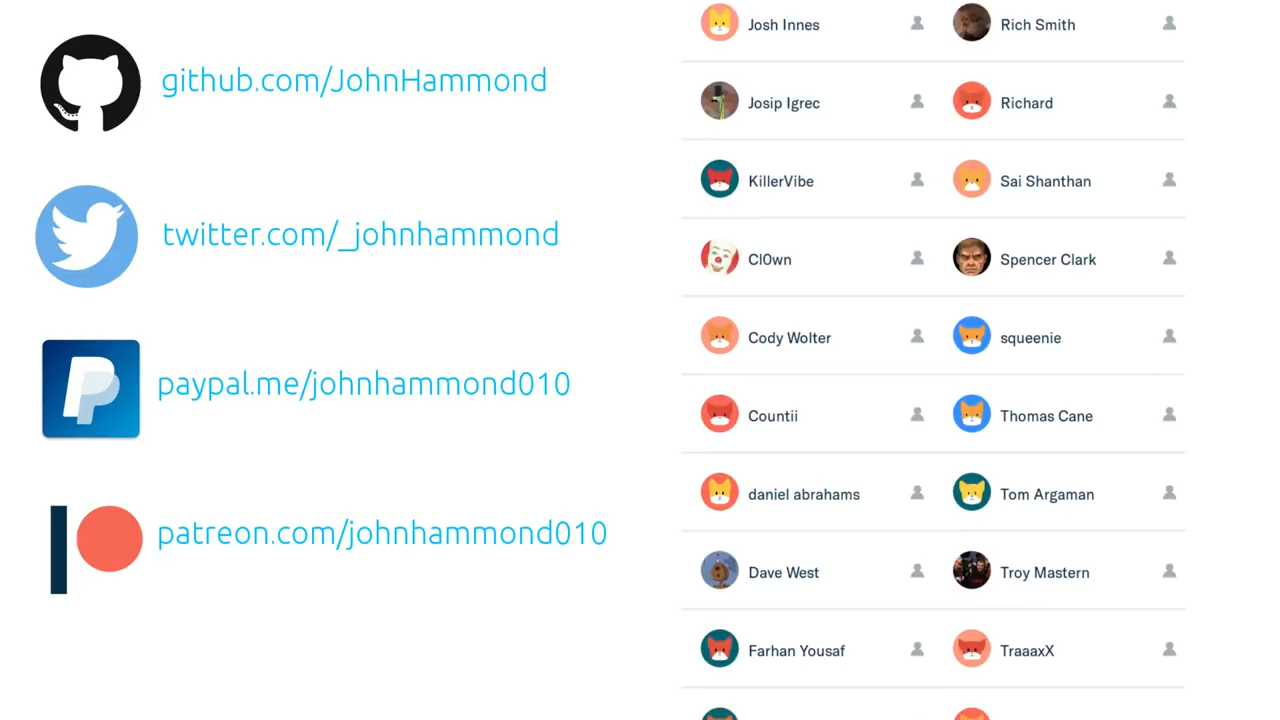 github.com/JohnHammond
twitter.com/_johnhammond
paypal.me/johnhammond010
patreon.com/johnhammond010
Josh Innes
Rich Smith
Josip Igrec
Richard
KillerVibe
Sai Shanthan
Cl0wn
Spencer Clark
Cody Wolter
squeenie
Countii
Thomas Cane
daniel abrahams
Tom Argaman
Dave West
Troy Mastern
Farhan Yousaf
TraaaxX